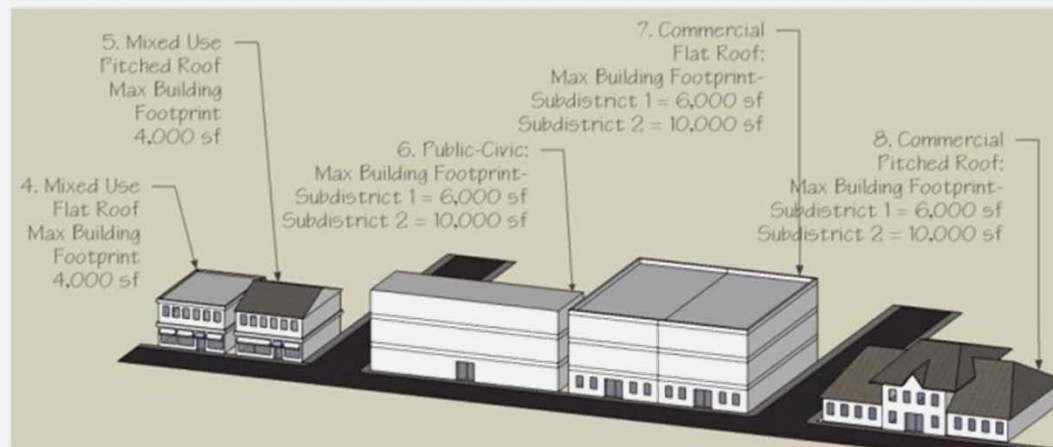 5. Mixed Use
Pitched Roof
Max Building
Footprint
4,000 sf
7. Commercial
Flat Roof:
Max Building Footprint-
Subdistrict 1 = 6,000 sf
Subdistrict 2 = 10,000 sf
6. Public-Civic:
Max Building Footprint-
Subdistrict 1 = 6,000 sf
Subdistrict 2 = 10,000 sf
8. Commercial
Pitched Roof:
Max Building Footprint-
Subdistrict 1 = 6,000 sf
Subdistrict 2 = 10,000 sf
4. Mixed Use
Flat Roof
Max Building
Footprint
4,000 sf